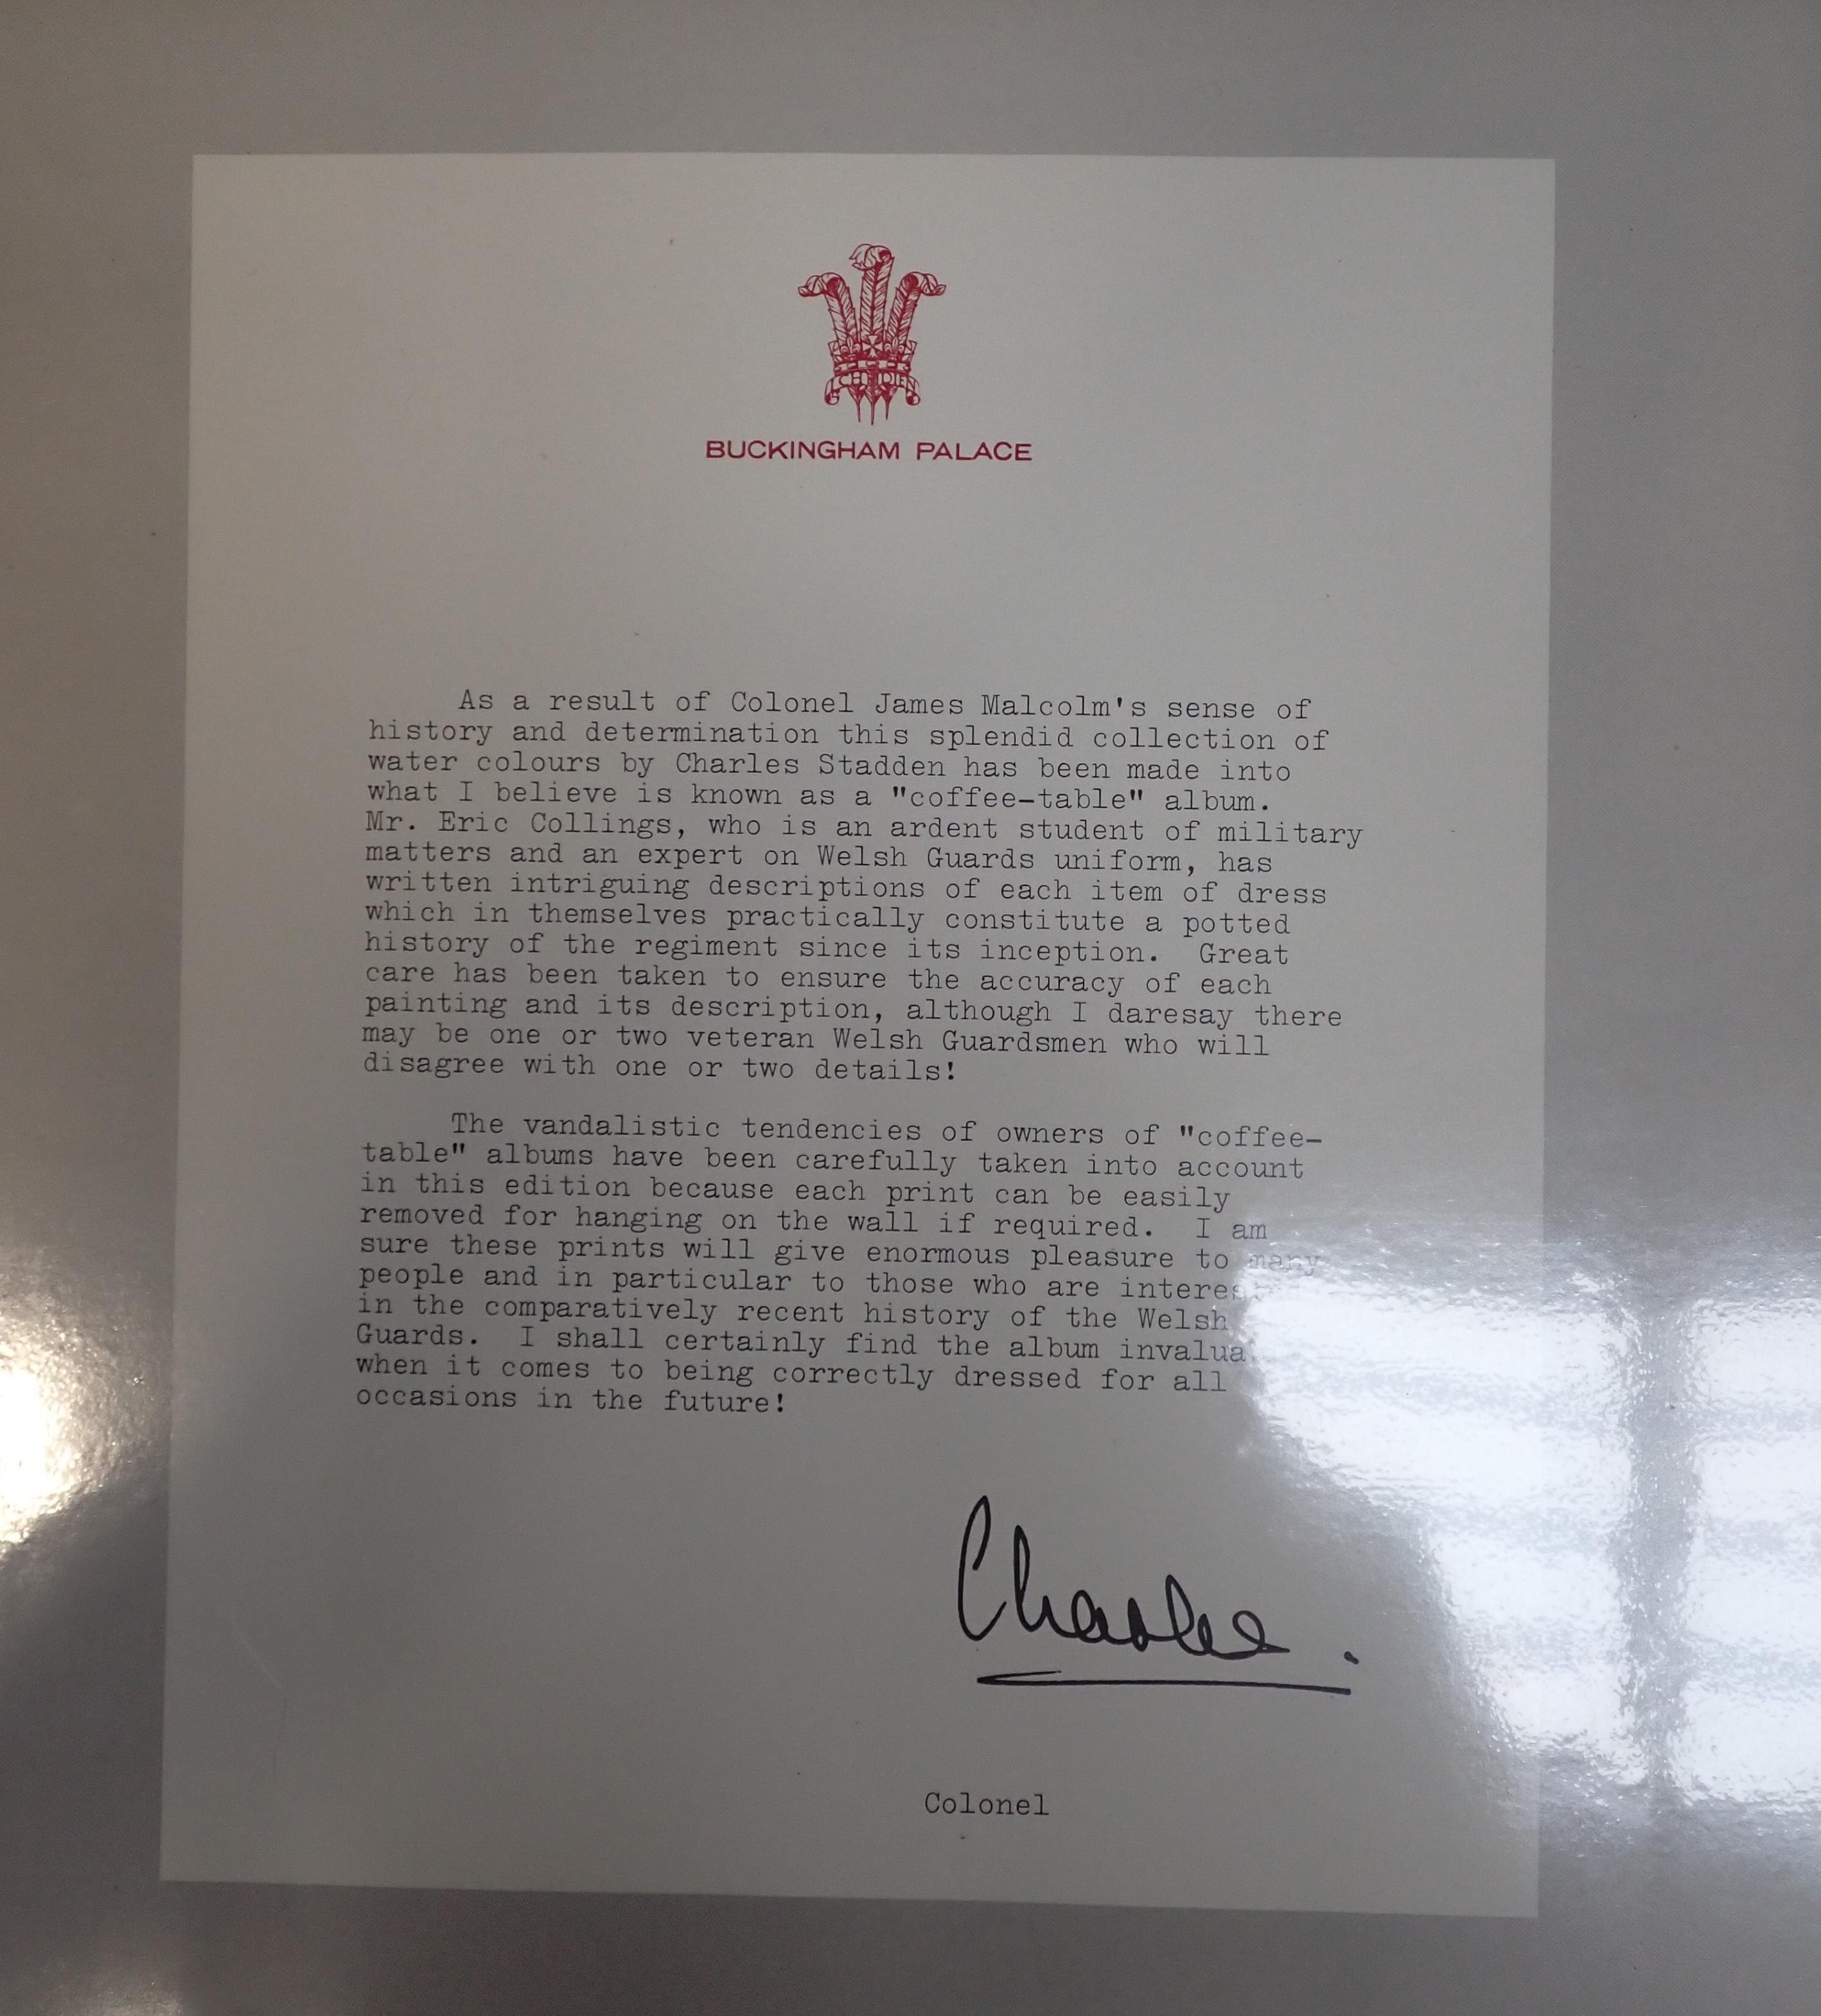 ICH DIEN
BUCKINGHAM PALACE
As a result of Colonel James Malcolm's sense of
history and determination this splendid collection of
water colours by Charles Stadden has been made into
what I believe is known as a "coffee-table" album.
Mr. Eric Collings, who is an ardent student of military
matters and an expert on Welsh Guards uniform, has
written intriguing descriptions of each item of dress
which in themselves practically constitute a potted
history of the regiment since its inception. Great
care has been taken to ensure the accuracy of each
painting and its description, although I daresay there
may be one or two veteran Welsh Guardsmen who will
disagree with one or two details!
The vandalistic tendencies of owners of "coffee-
table" albums have been carefully taken into account
in this edition because each print can be easily
removed for hanging on the wall if required. I am
sure these prints will give enormous pleasure to many
people and in particular to those who are interested
in the comparatively recent history of the Welsh
Guards. I shall certainly find the album
when it comes to being correctly dressed for all
occasions in the future!
Charles.
Colonel